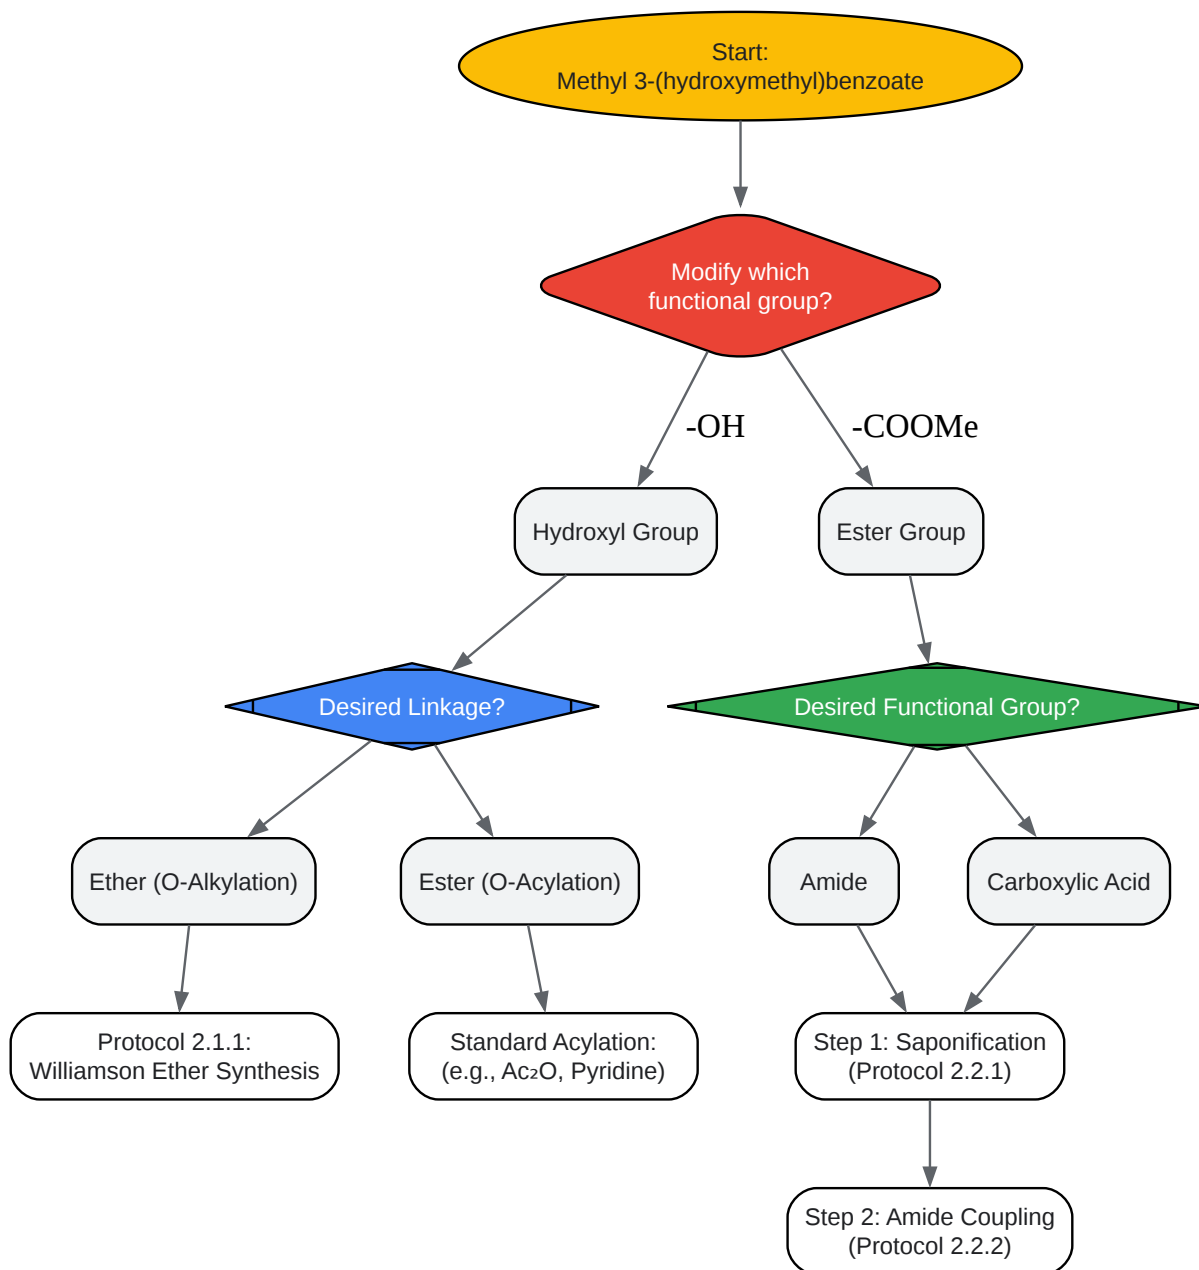 Start:
Methyl 3-(hydroxymethyl)benzoate
Modify which
functional group?
-OH
-COOMe
Hydroxyl Group
Ester Group
Desired Linkage?
Desired Functional Group?
Ether (O-Alkylation)
Ester (O-Acylation)
Amide
Carboxylic Acid
Protocol 2.1.1:
Williamson Ether Synthesis
Standard Acylation:
(e.g., Ac₂O, Pyridine)
Step 1: Saponification
(Protocol 2.2.1)
Step 2: Amide Coupling
(Protocol 2.2.2)